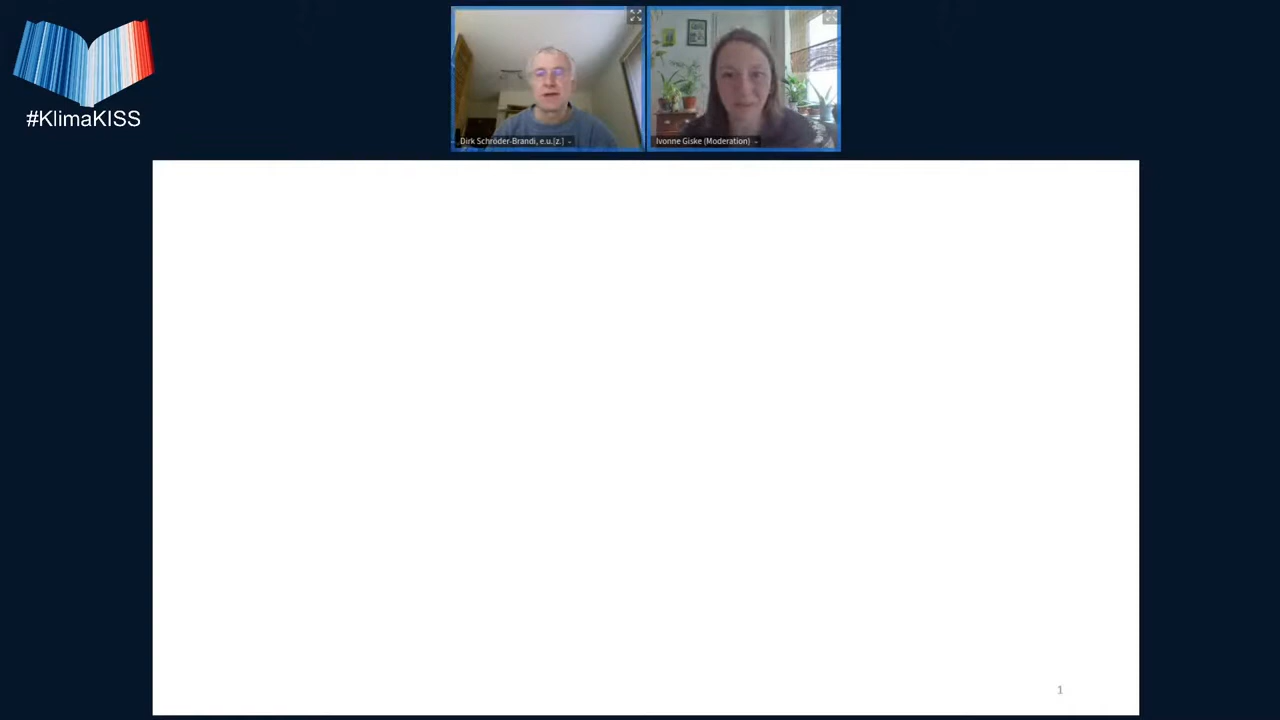 #KlimaKISS
Dirk Schröder-Brandi, e.u.[z.]
Ivonne Giske (Moderation)
1